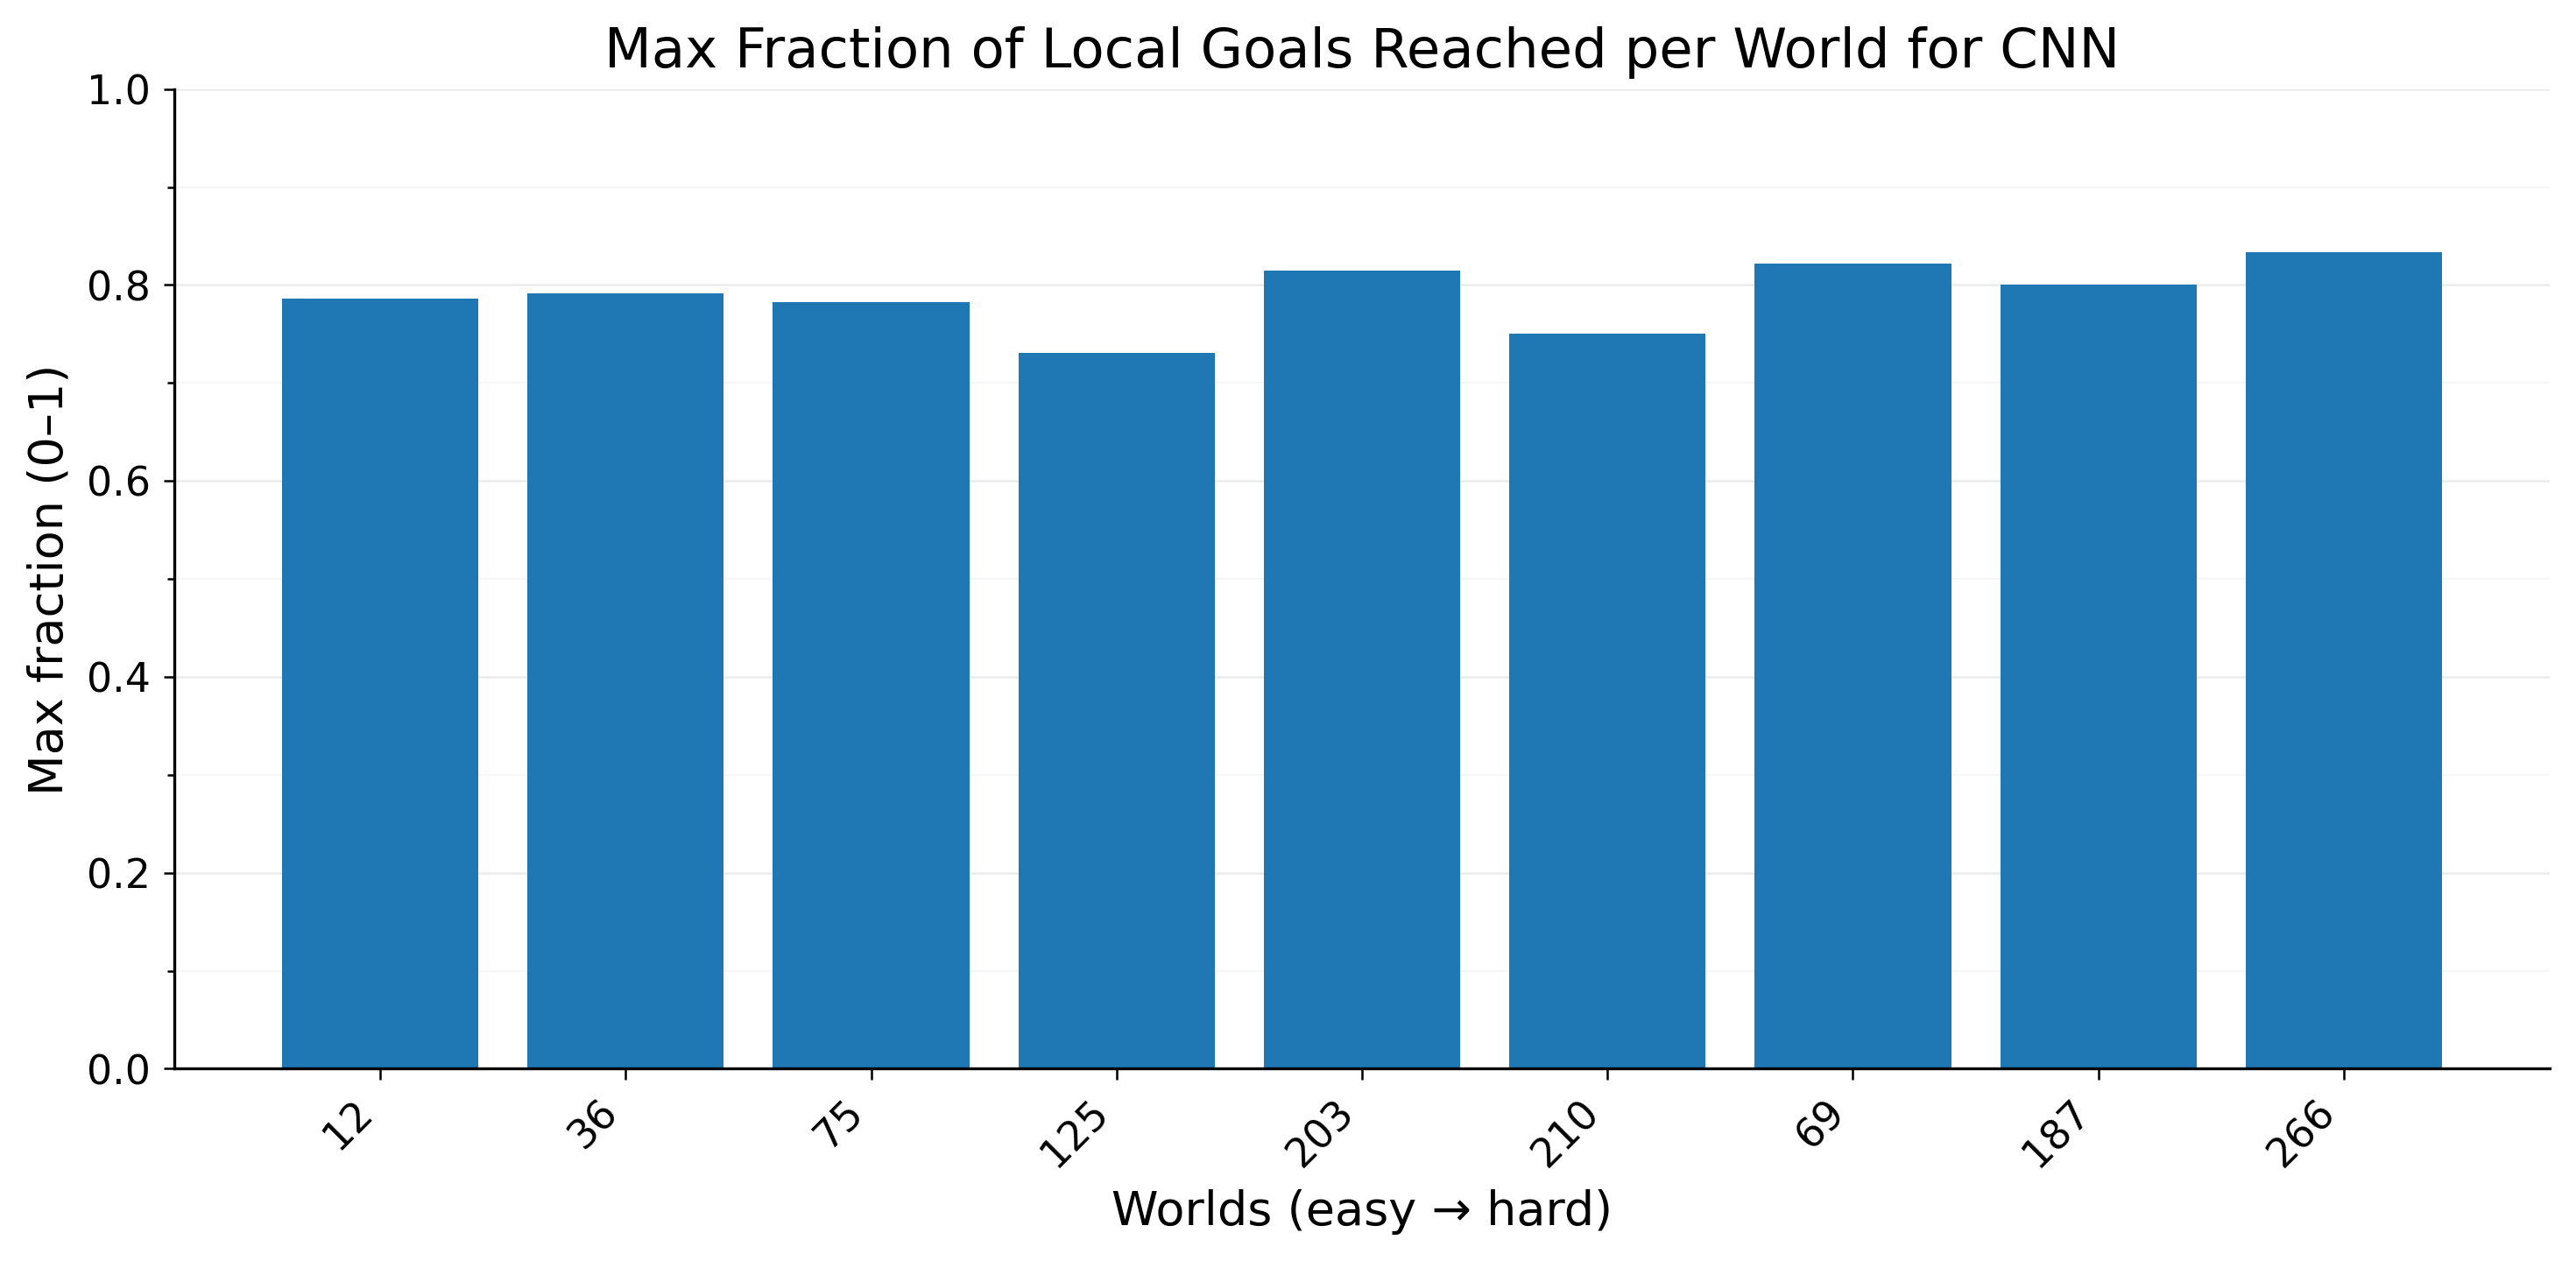 Max Fraction of Local Goals Reached per World for CNN
1.0
0.8
0.6
0.4
0.2
0.0
Max fraction (0–1)
12 36 75 125 203 210 69 187 266
Worlds (easy → hard)